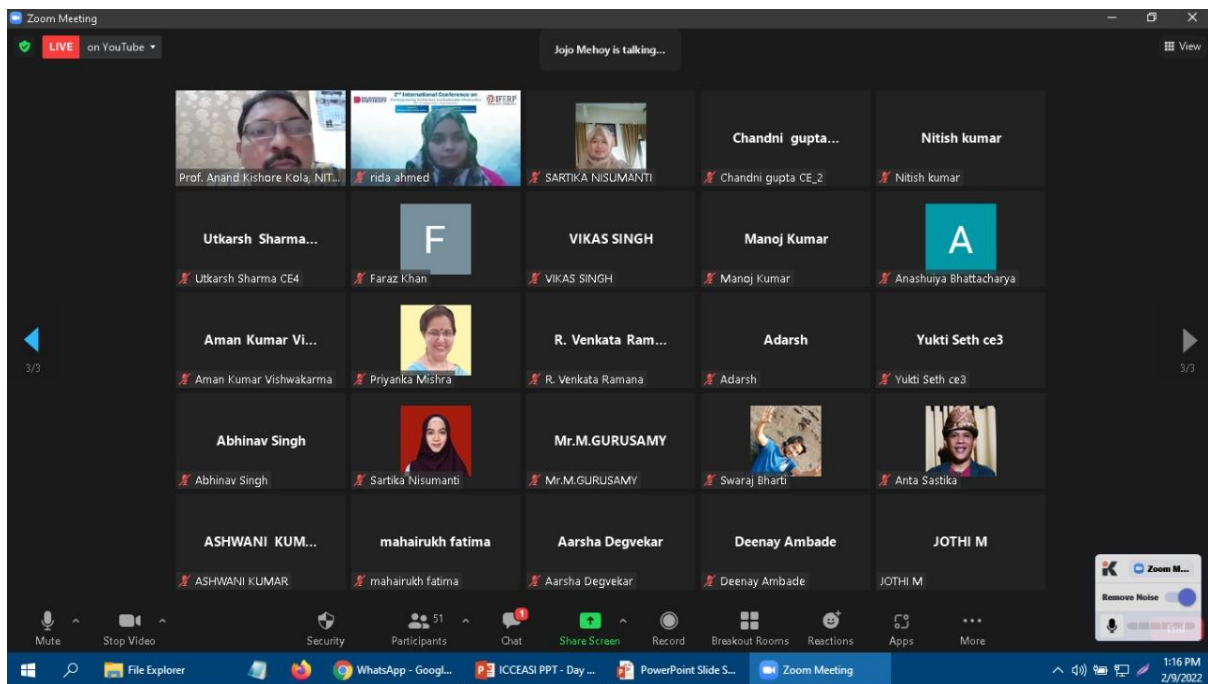 Zoom Meeting
LIVE on YouTube
Jojo Mehoy is talking...
View
2nd International Conference on
IFERP
Prof. Anand Kishore Kola, NIT...
rida ahmed
SARTIKA NISUMANTI
Chandni gupta...
Chandni gupta CE_2
Nitish kumar
Nitish kumar
Utkarsh Sharma...
Utkarsh Sharma CE4
F
Faraz Khan
VIKAS SINGH
VIKAS SINGH
Manoj Kumar
Manoj Kumar
A
Anashuiya Bhattacharya
3/3
Aman Kumar Vi...
Aman Kumar Vishwakarma
Priyanka Mishra
R. Venkata Ram...
R. Venkata Ramana
Adarsh
Adarsh
Yukti Seth ce3
Yukti Seth ce3
3/3
Abhinav Singh
Abhinav Singh
Sartika Nisumanti
Mr.M.GURUSAMY
Mr.M.GURUSAMY
Swaraj Bharti
Anta Sastika
ASHWANI KUM...
ASHWANI KUMAR
mahairukh fatima
mahairukh fatima
Aarsha Degvekar
Aarsha Degvekar
Deenay Ambade
Deenay Ambade
JOTHI M
JOTHI M
Zoom M...
Remove Noise
Mute
Stop Video
Security
51
Participants
1
Chat
Share Screen
Record
Breakout Rooms
Reactions
Apps
More
File Explorer
WhatsApp - Googl...
ICCEASI PPT - Day ...
PowerPoint Slide S...
Zoom Meeting
1:16 PM
2/9/2022